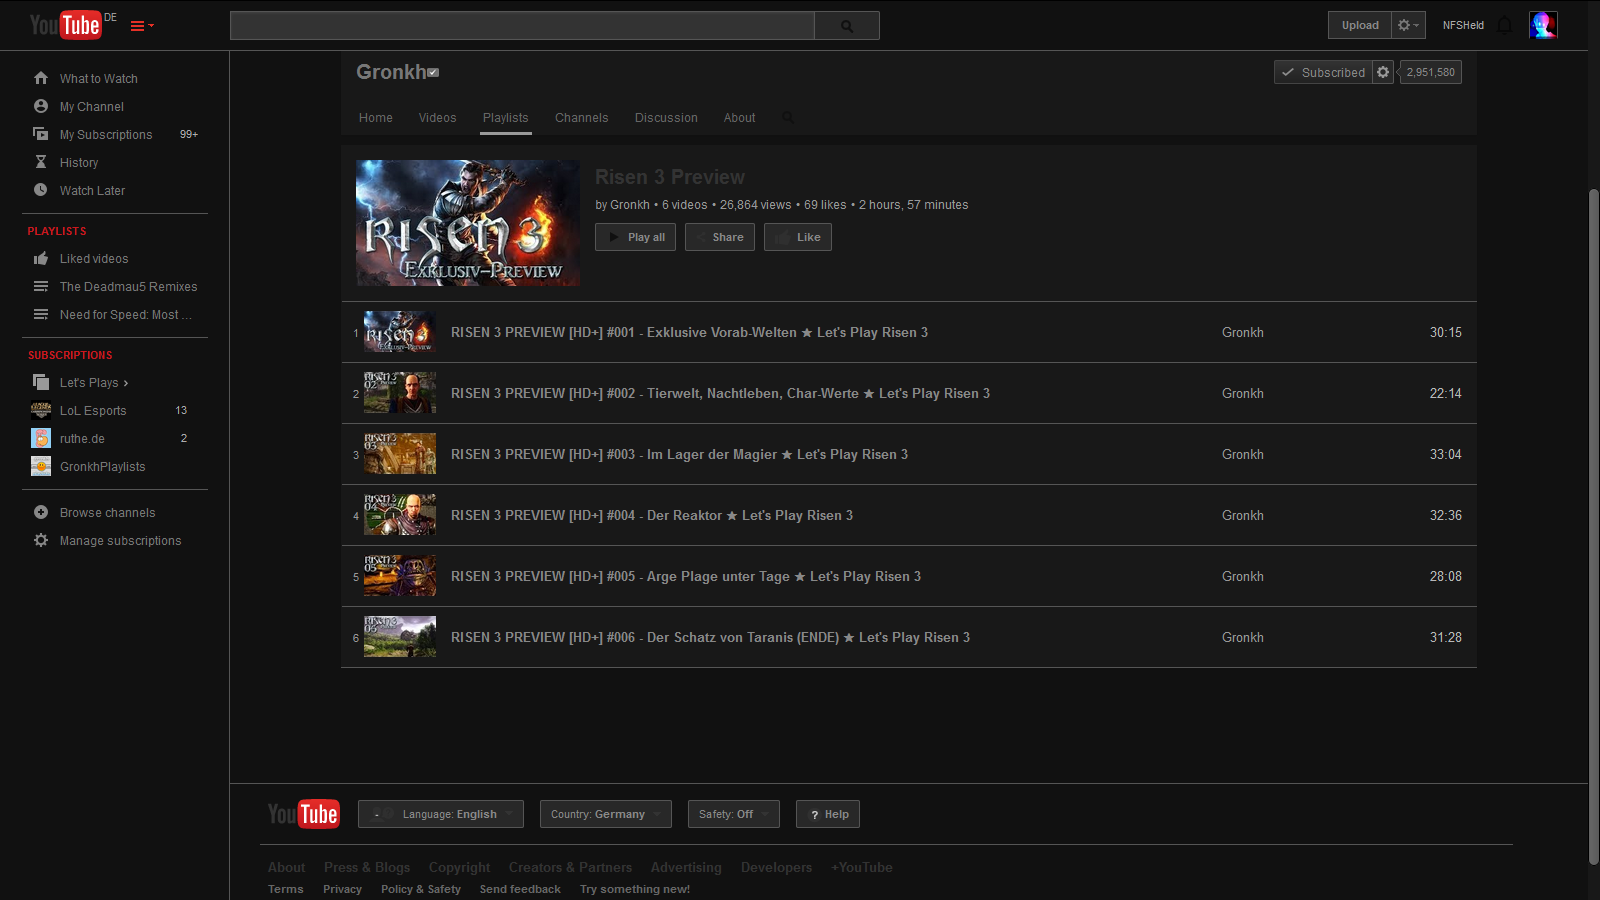 YouTube DE
Upload
NFSHeld
What to Watch
My Channel
My Subscriptions 99+
History
Watch Later
PLAYLISTS
Liked videos
The Deadmau5 Remixes
Need for Speed: Most ...
SUBSCRIPTIONS
Let's Plays ›
LoL Esports 13
ruthe.de 2
GronkhPlaylists
Browse channels
Manage subscriptions
Gronkh
Subscribed 2,951,580
Home Videos Playlists Channels Discussion About
RISEN 3
EXKLUSIV-PREVIEW
Risen 3 Preview
by Gronkh • 6 videos • 26,864 views • 69 likes • 2 hours, 57 minutes
Play all Share Like
1 RISEN 3 PREVIEW [HD+] #001 - Exklusive Vorab-Welten ★ Let's Play Risen 3 Gronkh 30:15
2 RISEN 3 PREVIEW [HD+] #002 - Tierwelt, Nachtleben, Char-Werte ★ Let's Play Risen 3 Gronkh 22:14
3 RISEN 3 PREVIEW [HD+] #003 - Im Lager der Magier ★ Let's Play Risen 3 Gronkh 33:04
4 RISEN 3 PREVIEW [HD+] #004 - Der Reaktor ★ Let's Play Risen 3 Gronkh 32:36
5 RISEN 3 PREVIEW [HD+] #005 - Arge Plage unter Tage ★ Let's Play Risen 3 Gronkh 28:08
6 RISEN 3 PREVIEW [HD+] #006 - Der Schatz von Taranis (ENDE) ★ Let's Play Risen 3 Gronkh 31:28
YouTube Language: English Country: Germany Safety: Off ? Help
About Press & Blogs Copyright Creators & Partners Advertising Developers +YouTube
Terms Privacy Policy & Safety Send feedback Try something new!